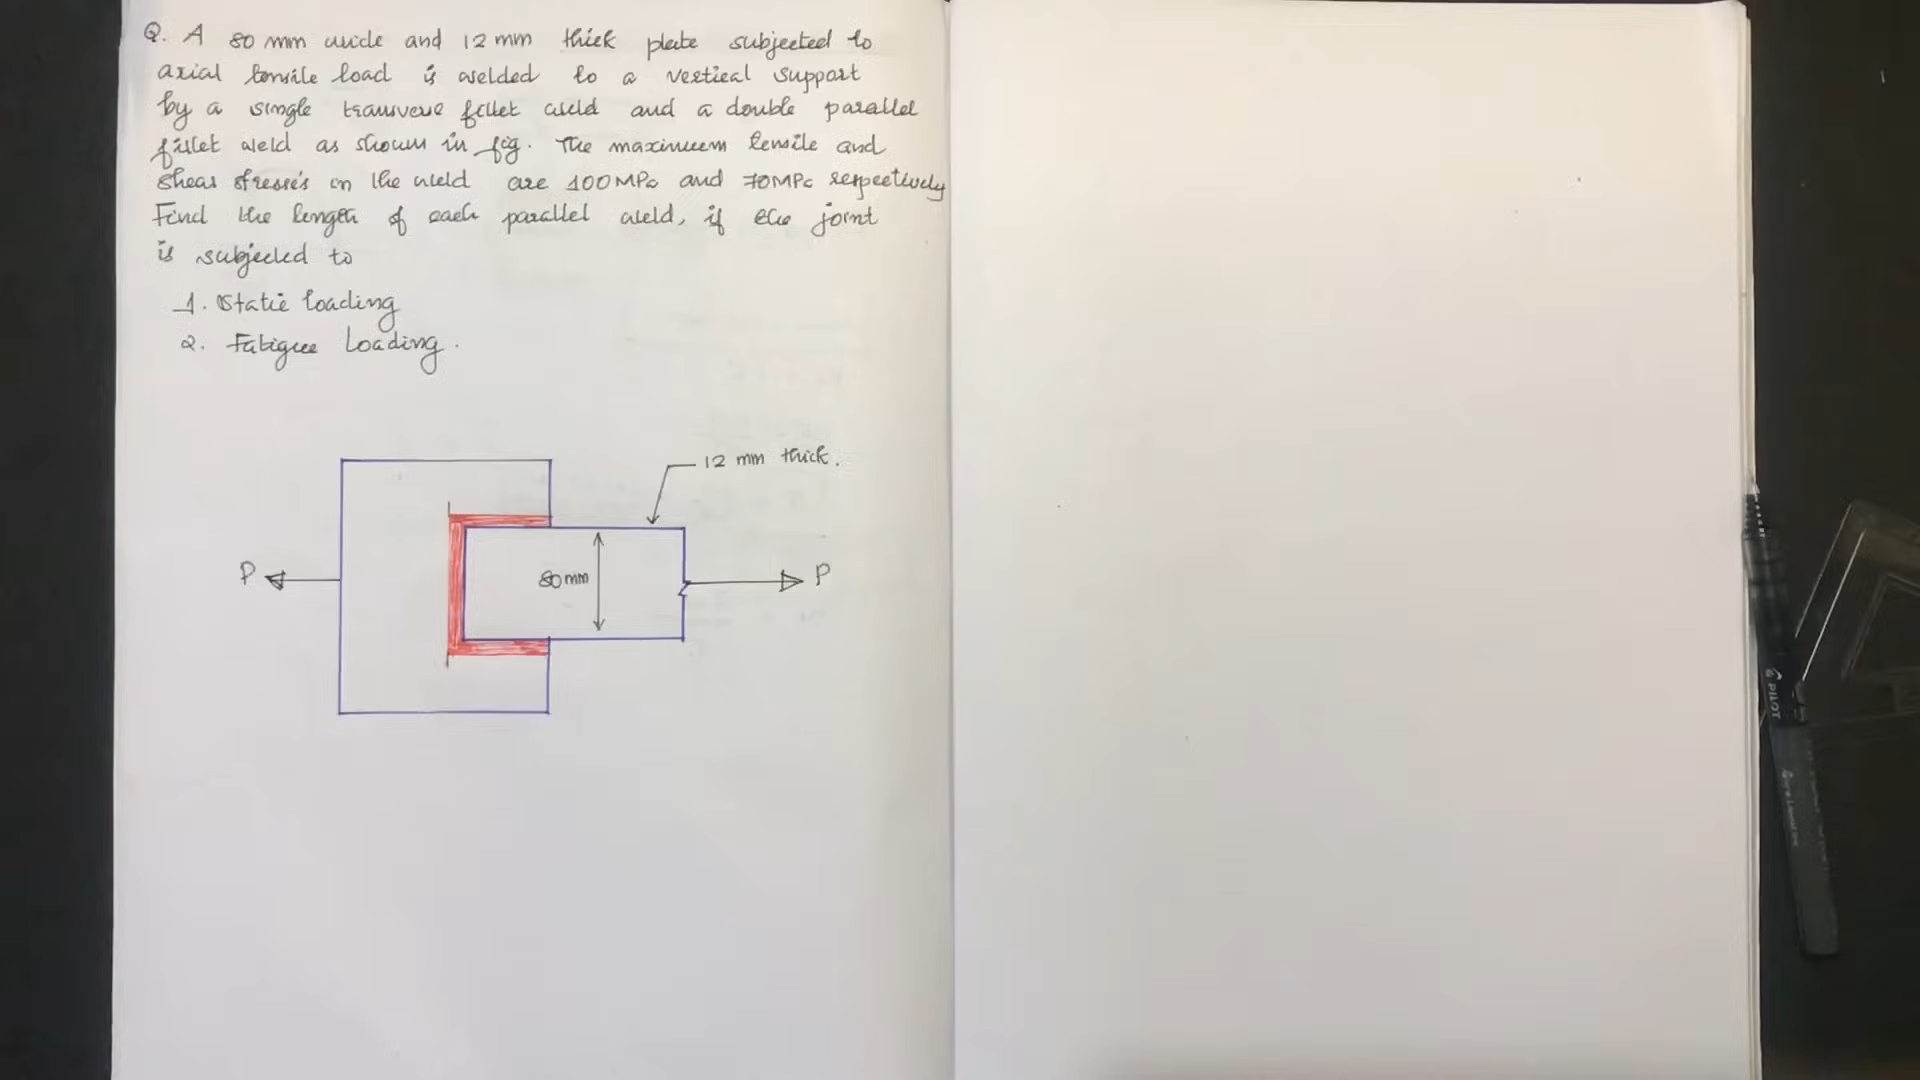 Q. A 80 mm wide and 12 mm thick plate subjected to
axial tensile load is welded to a vertical support
by a single transverse fillet weld and a double parallel
fillet weld as shown in fig. The maximum tensile and
shear stresses in the weld are 100 MPa and 70 MPa respectively
Find the length of each parallel weld, if the joint
is subjected to
1. Static loading
2. Fatigue Loading.
12 mm thick.
P
80 mm
P
PILOT